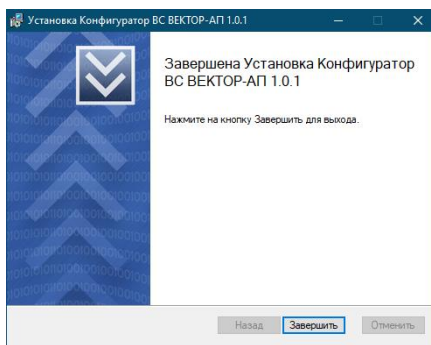 Установка Конфигуратор ВС ВЕКТОР-АП 1.0.1
Завершена Установка Конфигуратор
ВС ВЕКТОР-АП 1.0.1
Нажмите на кнопку Завершить для выхода.
Назад Завершить Отменить